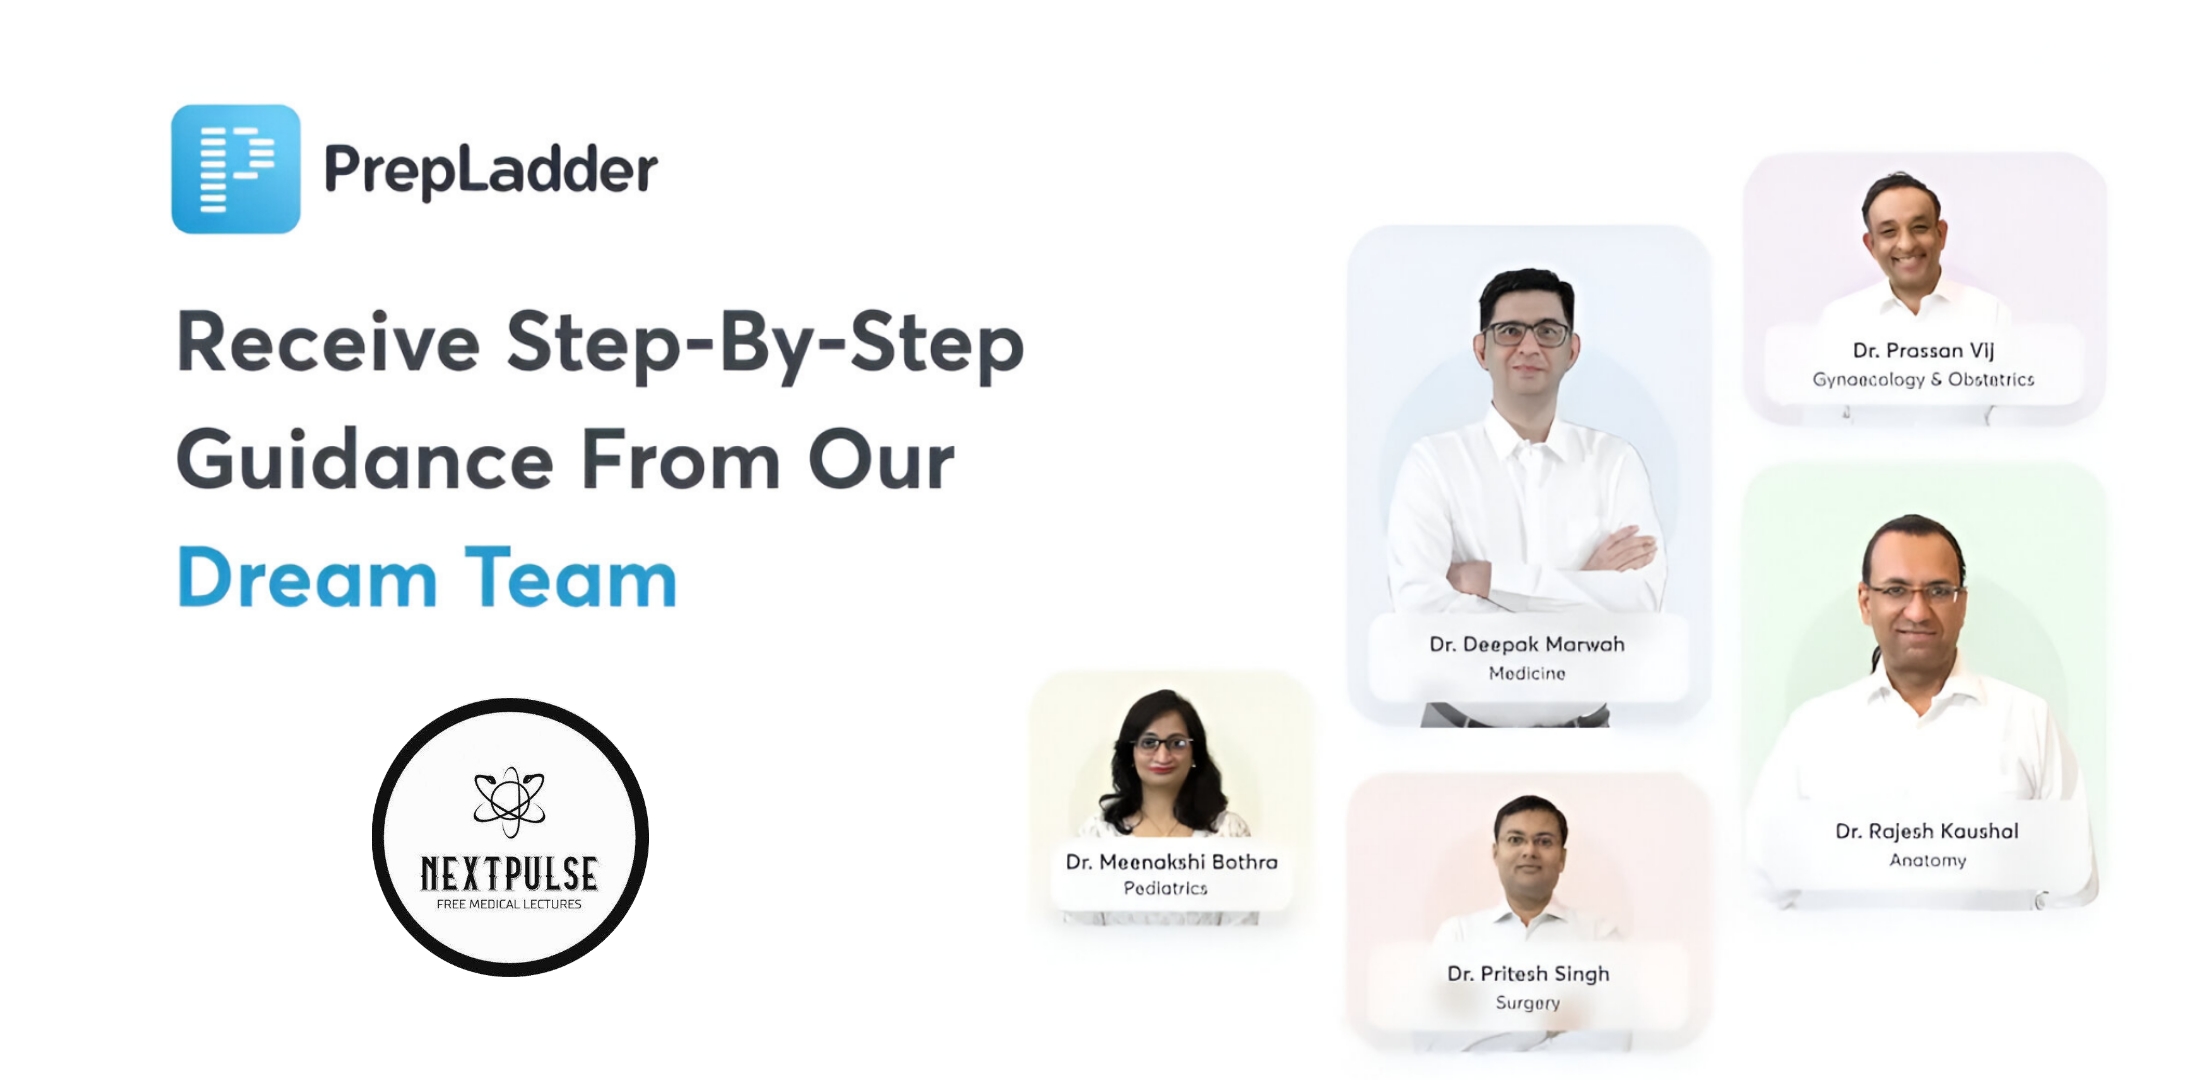 PrepLadder
Receive Step-By-Step
Guidance From Our
Dream Team
NEXTPULSE
FREE MEDICAL LECTURES
Dr. Meenakshi Bothra
Pediatrics
Dr. Deepak Marwah
Medicine
Dr. Pritesh Singh
Surgery
Dr. Prassan Vij
Gynaecology & Obstetrics
Dr. Rajesh Kaushal
Anatomy